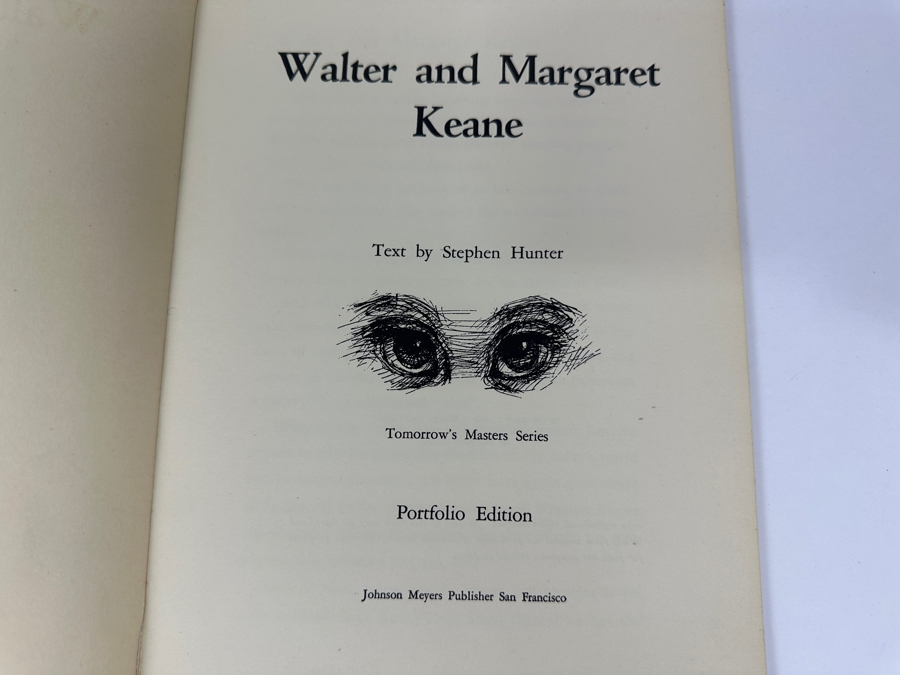 Walter and Margaret
Keane
Text by Stephen Hunter
Tomorrow's Masters Series
Portfolio Edition
Johnson Meyers Publisher San Francisco